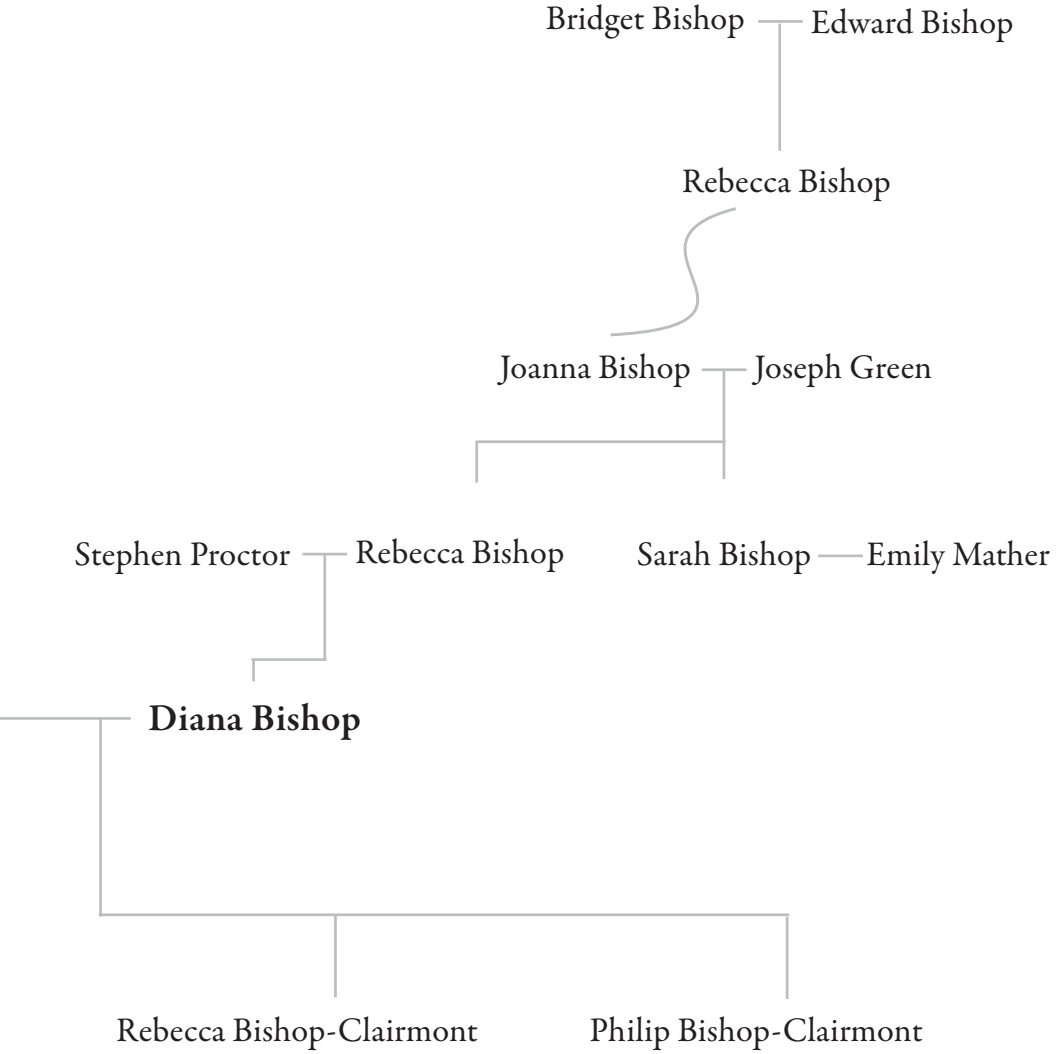 Bridget Bishop Edward Bishop
Rebecca Bishop
Joanna Bishop Joseph Green
Stephen Proctor Rebecca Bishop Sarah Bishop Emily Mather
Diana Bishop
Rebecca Bishop-Clairmont Philip Bishop-Clairmont